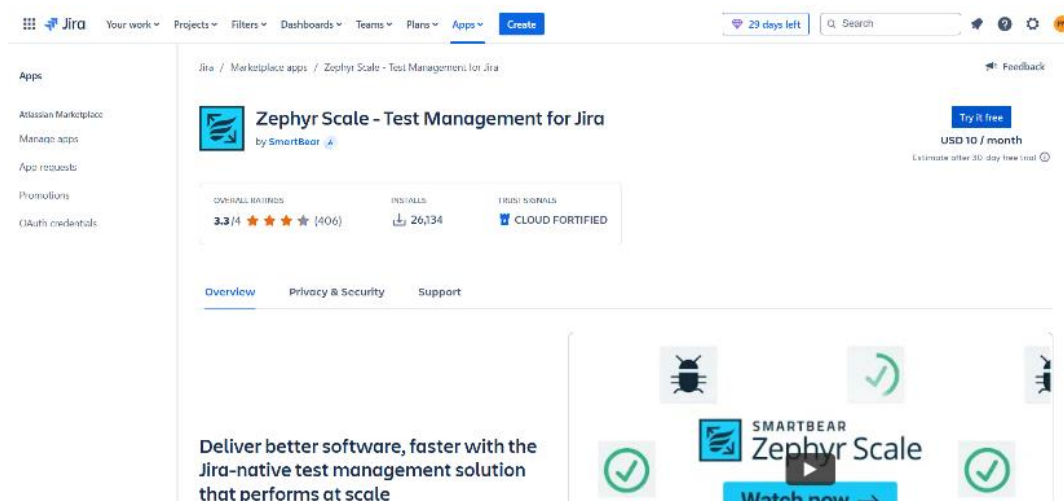 Jira Your work Projects Filters Dashboards Teams Plans Apps Create 29 days left Search
Apps
Jira / Marketplace apps / Zephyr Scale - Test Management for Jira
Feedback
Atlassian Marketplace
Manage apps
App requests
Promotions
OAuth credentials
Zephyr Scale - Test Management for Jira
by SmartBear
Try it free
USD 10 / month
Estimate after 30 day free trial
OVERALL RATINGS INSTALLS TRUST SIGNALS
3.3/4 (406) 26,134 CLOUD FORTIFIED
Overview Privacy & Security Support
Deliver better software, faster with the
Jira-native test management solution
that performs at scale
SMARTBEAR
Zephyr Scale
Watch now →